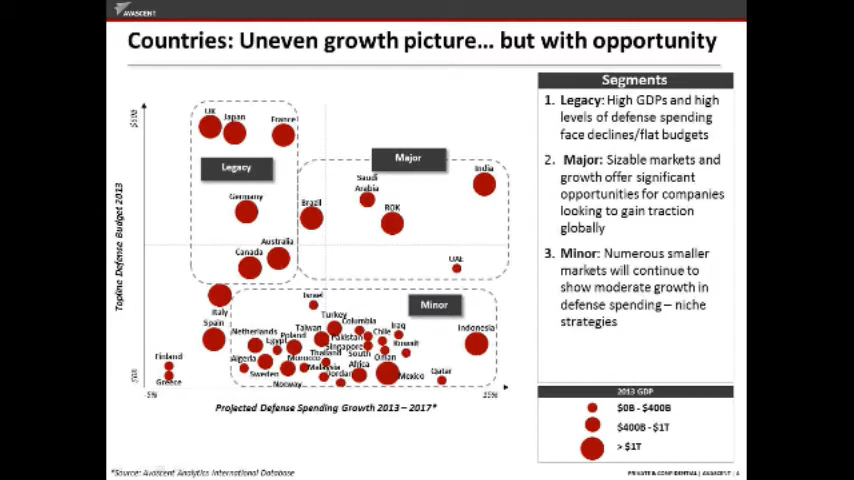 AVASCENT
Countries: Uneven growth picture... but with opportunity
Segments
1. Legacy: High GDPs and high
levels of defense spending
face declines/flat budgets
2. Major: Sizable markets and
growth offer significant
opportunities for companies
looking to gain traction
globally
3. Minor: Numerous smaller
markets will continue to
show moderate growth in
defense spending – niche
strategies
2013 GDP
$0B - $400B
$400B - $1T
> $1T
Topline Defense Budget 2013
UK
Japan
France
Legacy
Major
Germany
Saudi
Arabia
India
Brazil
ROK
Australia
Canada
UAE
Italy
Israel
Minor
Spain
Turkey
Netherlands
Taiwan
Columbia
Egypt
Poland
Pakistan
Chile
Iraq
Indonesia
Singapore
Kuwait
Finland
Algeria
Morocco
Thailand
South
Oman
Greece
Sweden
Malaysia
Africa
Norway
Jordan
Mexico
Qatar
-5%
Projected Defense Spending Growth 2013 – 2017*
*Source: Avascent Analytics International Database
PRIVATE & CONFIDENTIAL | AVASCENT |